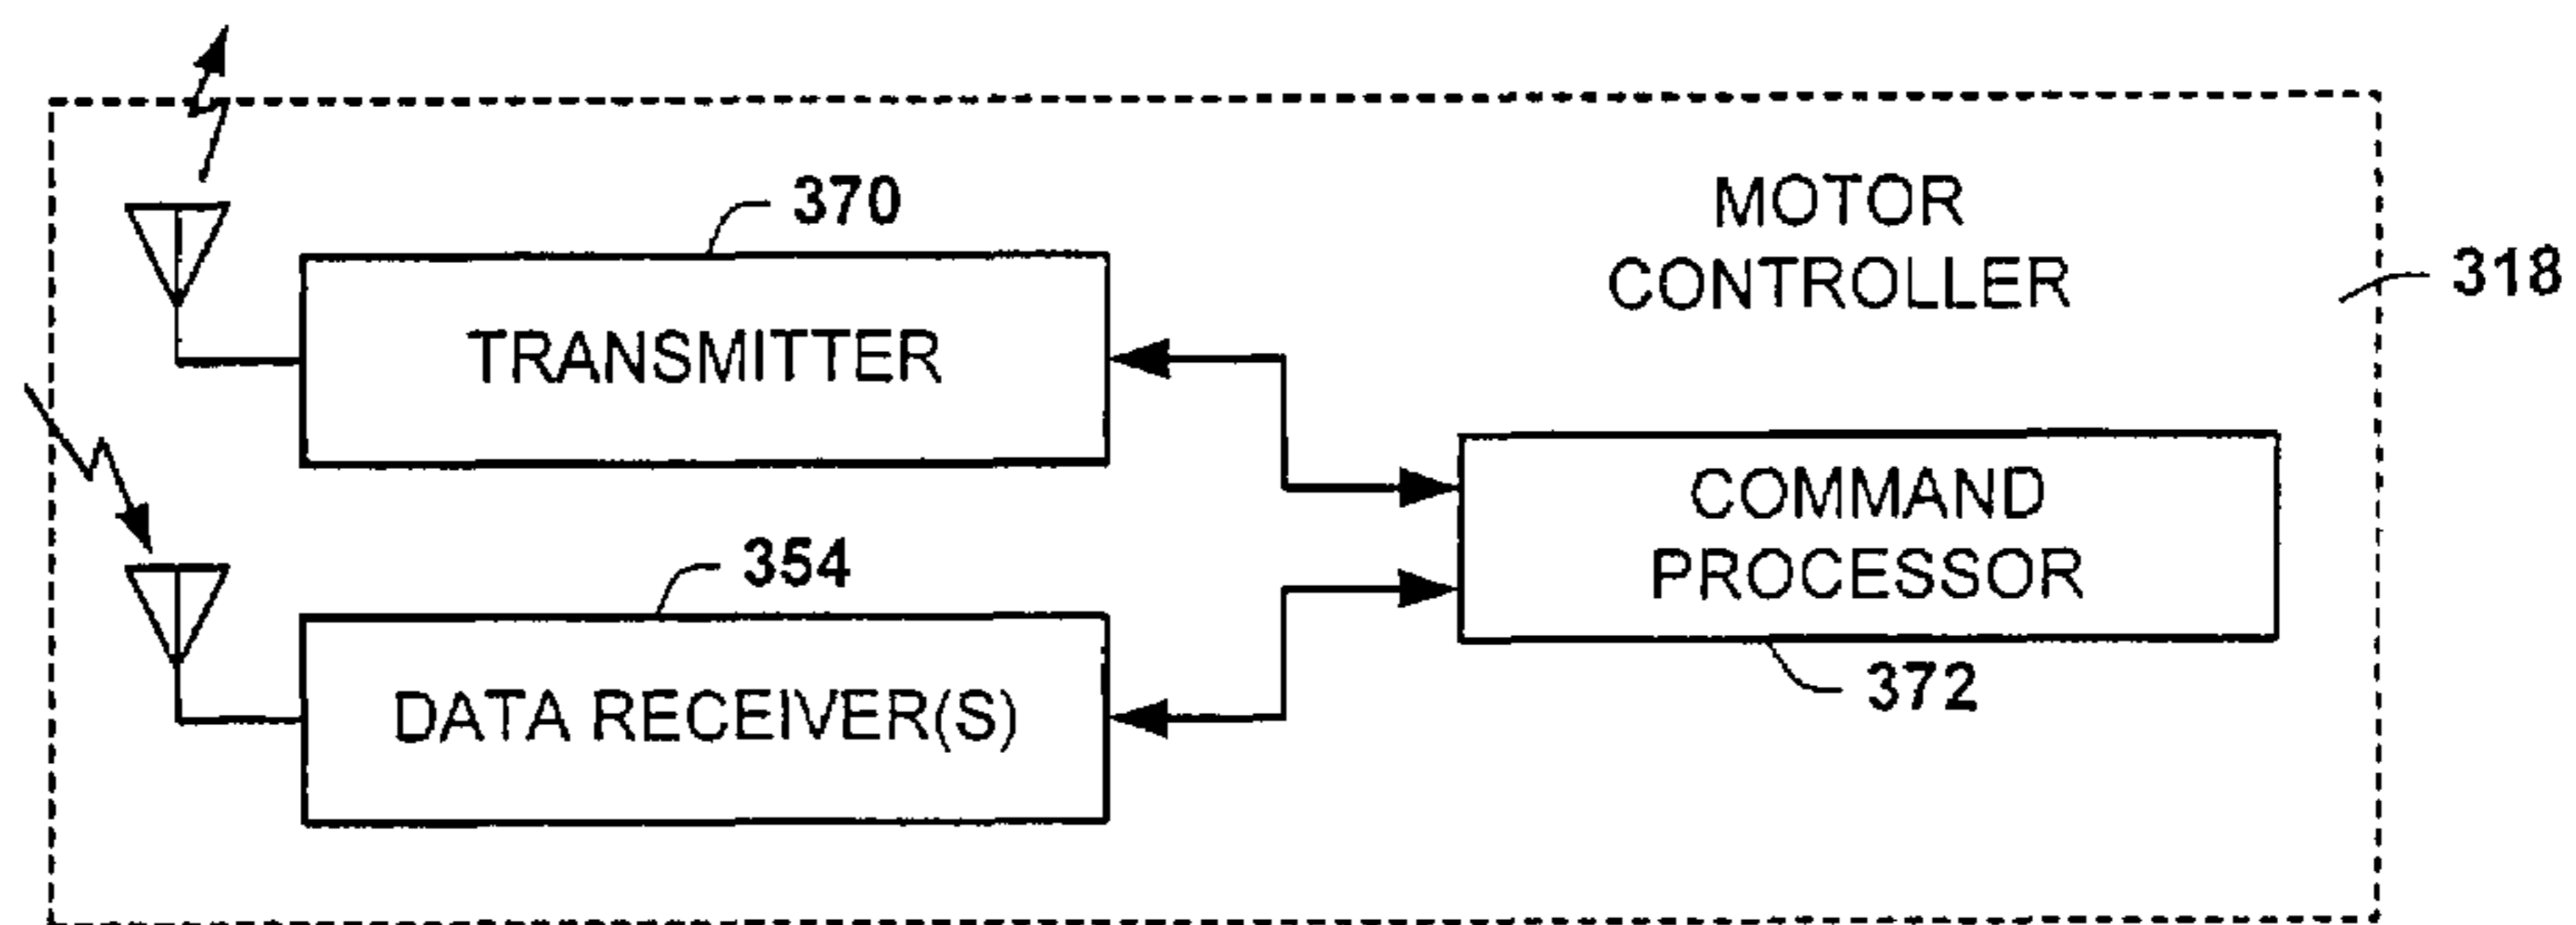 370
MOTOR
CONTROLLER
318
TRANSMITTER
COMMAND
PROCESSOR
354
372
DATA RECEIVER(S)